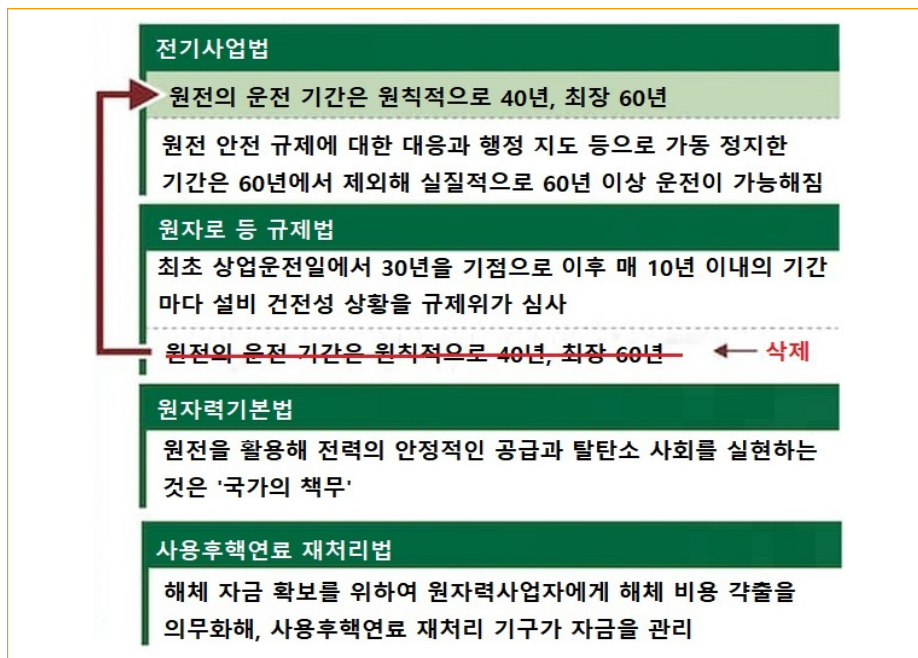 전기사업법
원전의 운전 기간은 원칙적으로 40년, 최장 60년
원전 안전 규제에 대한 대응과 행정 지도 등으로 가동 정지한
기간은 60년에서 제외해 실질적으로 60년 이상 운전이 가능해짐
원자로 등 규제법
최초 상업운전일에서 30년을 기점으로 이후 매 10년 이내의 기간
마다 설비 건전성 상황을 규제위가 심사
원전의 운전 기간은 원칙적으로 40년, 최장 60년 삭제
원자력기본법
원전을 활용해 전력의 안정적인 공급과 탈탄소 사회를 실현하는
것은 '국가의 책무'
사용후핵연료 재처리법
해체 자금 확보를 위하여 원자력사업자에게 해체 비용 갹출을
의무화해, 사용후핵연료 재처리 기구가 자금을 관리